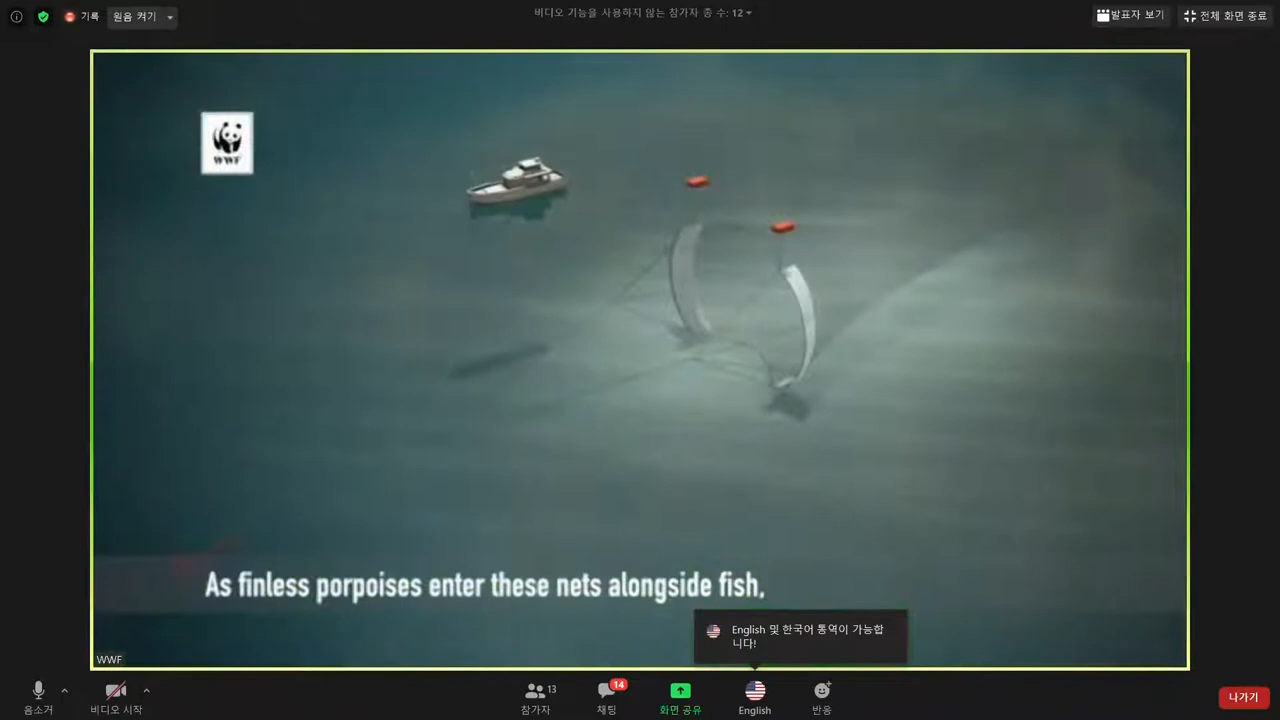 기록
원음 켜기
비디오 기능을 사용하지 않는 참가자 종 수: 12
발표자 보기
전체 화면 종료
WWF
As finless porpoises enter these nets alongside fish,
English 및 한국어 통역이 가능합
니다!
WWF
음소거
비디오 시작
13
참가자
14
채팅
화면 공유
English
반응
나가기